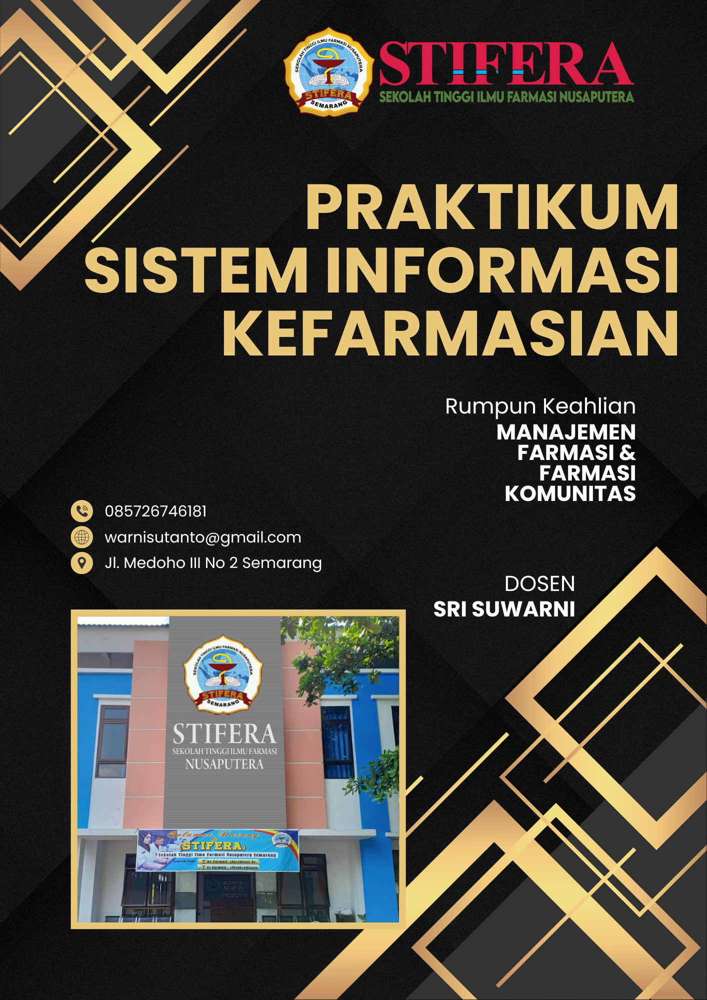 SEKOLAH TINGGI ILMU FARMASI NUSAPUTERA
STIFERA
SEMARANG
STIFERA
SEKOLAH TINGGI ILMU FARMASI NUSAPUTERA
PRAKTIKUM
SISTEM INFORMASI
KEFARMASIAN
Rumpun Keahlian
MANAJEMEN
FARMASI &
FARMASI
KOMUNITAS
085726746181
warnisutanto@gmail.com
Jl. Medoho III No 2 Semarang
DOSEN
SRI SUWARNI
SEKOLAH TINGGI ILMU FARMASI NUSAPUTERA
STIFERA
SEMARANG
STIFERA
SEKOLAH TINGGI ILMU FARMASI
NUSAPUTERA
Selamat Datang
di
(STIFERA)
Sekolah Tinggi Ilmu Farmasi Nusaputera Semarang
Program Studi:
D3 Farmasi (Akreditasi B)
S1 Farmasi (Terakreditasi)